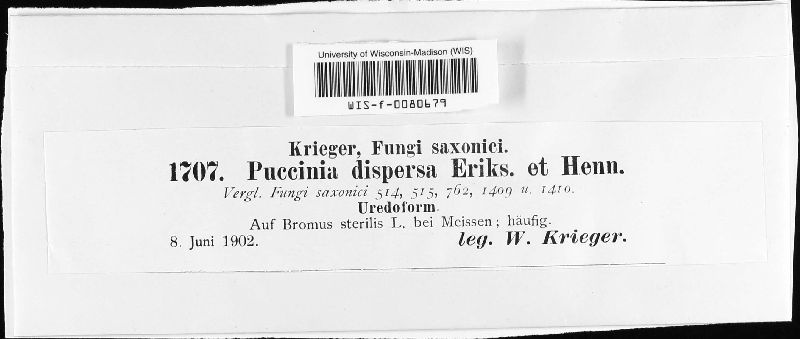 University of Wisconsin-Madison (WIS)
WIS-f-0080679
Krieger, Fungi saxonici.
1707. Puccinia dispersa Eriks. et Henn.
Vergl. Fungi saxonici 514, 515, 762, 1409 u. 1410.
Uredoform.
Auf Bromus sterilis L. bei Meissen; häufig.
8. Juni 1902. leg. W. Krieger.